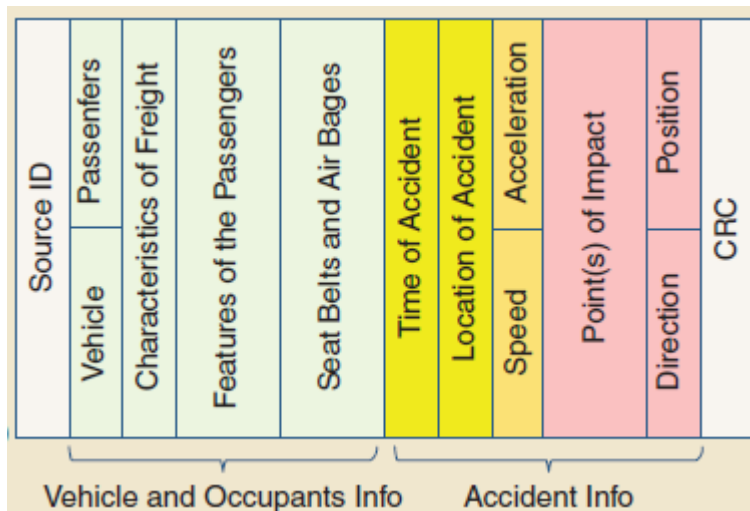 Source ID
Vehicle
Passenfers
Characteristics of Freight
Features of the Passengers
Seat Belts and Air Bages
Time of Accident
Location of Accident
Speed
Acceleration
Point(s) of Impact
Direction
Position
CRC
Vehicle and Occupants Info
Accident Info